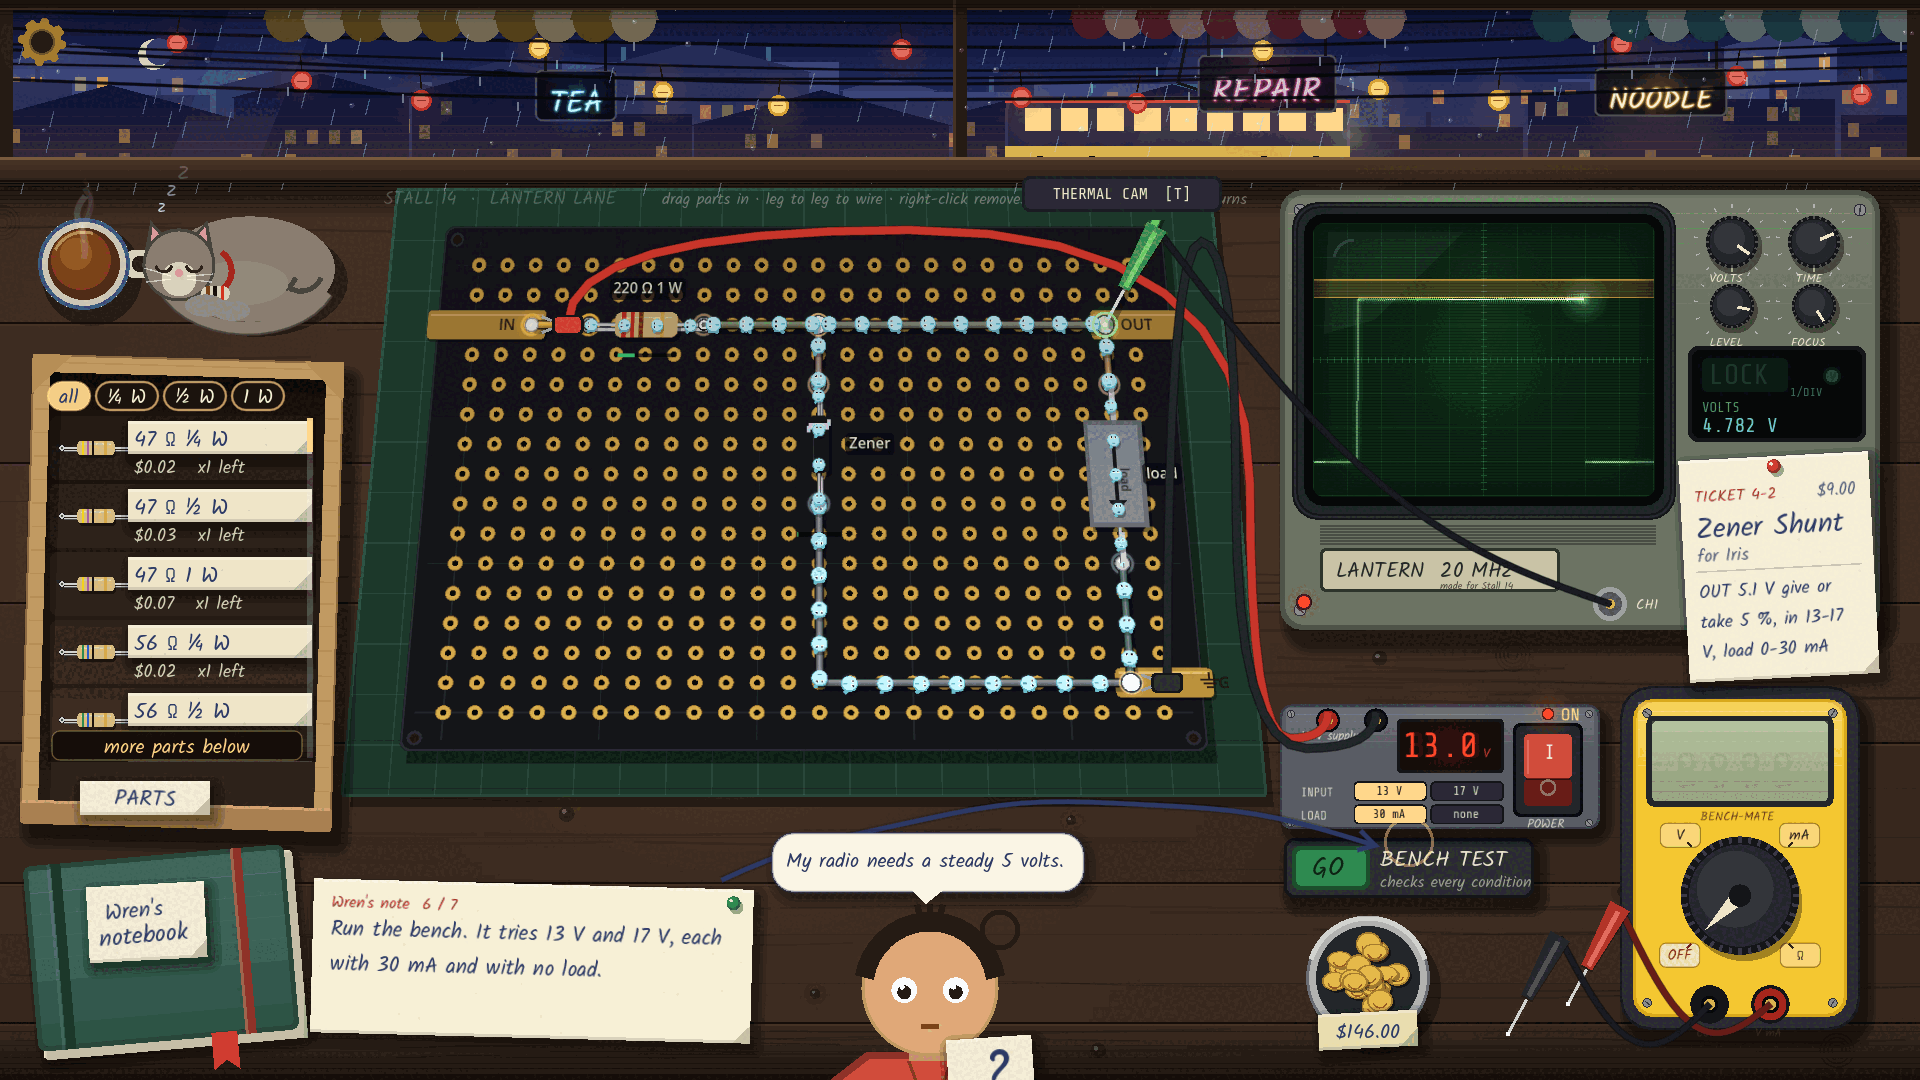 TEA
REPAIR
NOODLE
STALL 14 · LANTERN LANE
drag parts in · leg to leg to wire · right-click remove
THERMAL CAM [T]
urns
z
z
z
IN
220 Ω 1 W
OUT
Zener
load
load
G
VOLTS
TIME
LEVEL
FOCUS
LOCK
1/DIV
VOLTS
4.782 V
LANTERN 20 MHz
made for Stall 14
CH1
TICKET 4-2
$9.00
Zener Shunt
for Iris
OUT 5.1 V give or
take 5 %, in 13-17
V, load 0-30 mA
all
¼ W
½ W
1 W
47 Ω ¼ W
$0.02 x1 left
47 Ω ½ W
$0.03 x1 left
47 Ω 1 W
$0.07 x1 left
56 Ω ¼ W
$0.02 x1 left
56 Ω ½ W
more parts below
PARTS
supply
13.0 V
ON
I
INPUT
13 V
17 V
LOAD
30 mA
none
POWER
GO
BENCH TEST
checks every condition
BENCH-MATE
V
mA
OFF
Ω
Wren's
notebook
Wren's note 6 / 7
Run the bench. It tries 13 V and 17 V, each
with 30 mA and with no load.
My radio needs a steady 5 volts.
?
$146.00